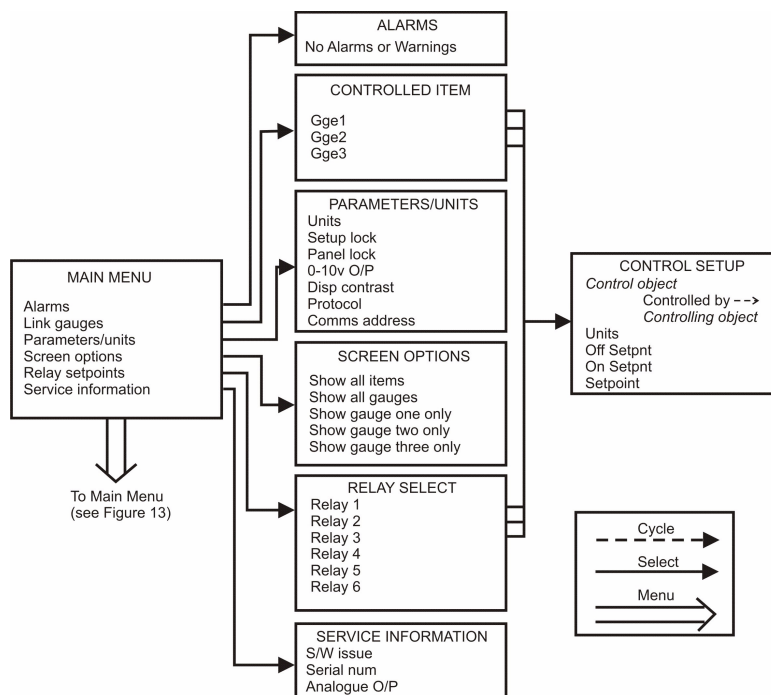 ALARMS
No Alarms or Warnings
CONTROLLED ITEM
Gge1
Gge2
Gge3
PARAMETERS/UNITS
Units
Setup lock
Panel lock
0-10v O/P
Disp contrast
Protocol
Comms address
MAIN MENU
Alarms
Link gauges
Parameters/units
Screen options
Relay setpoints
Service information
To Main Menu
(see Figure 13)
SCREEN OPTIONS
Show all items
Show all gauges
Show gauge one only
Show gauge two only
Show gauge three only
RELAY SELECT
Relay 1
Relay 2
Relay 3
Relay 4
Relay 5
Relay 6
SERVICE INFORMATION
S/W issue
Serial num
Analogue O/P
CONTROL SETUP
Control object
Controlled by -->
Controlling object
Units
Off Setpnt
On Setpnt
Setpoint
Cycle
Select
Menu